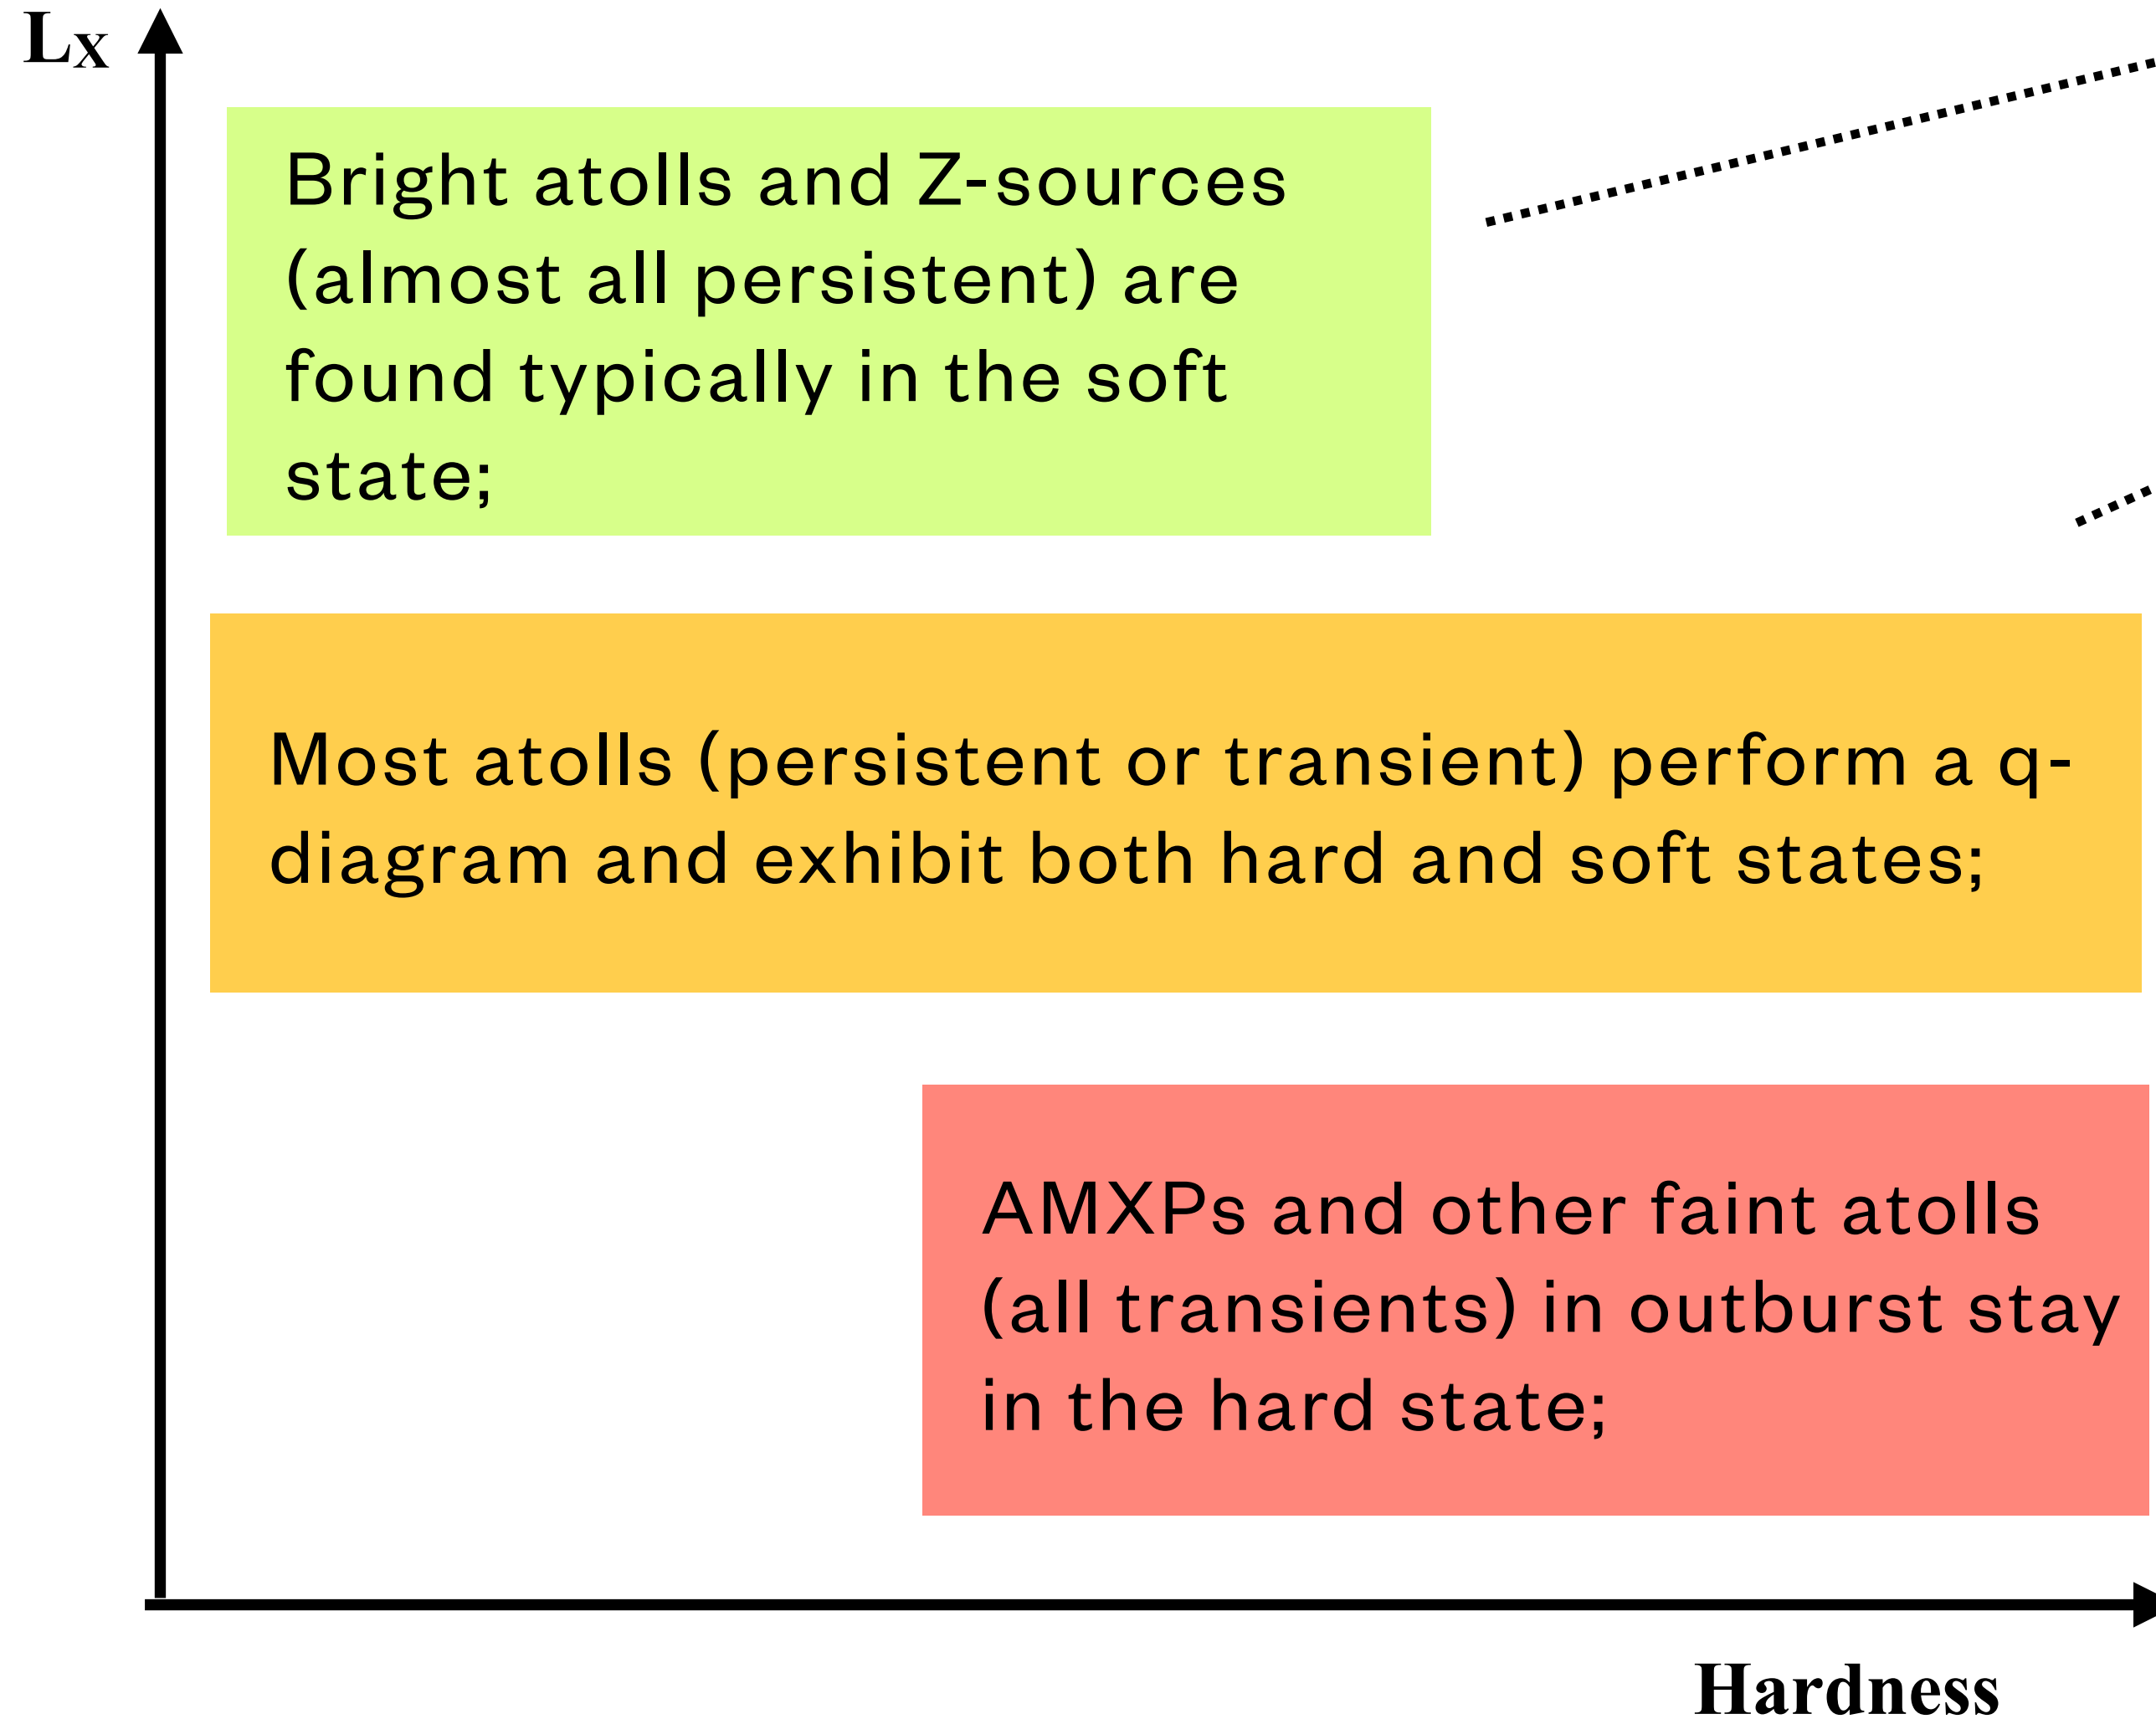 Lx
Bright atolls and Z-sources
(almost all persistent) are
found typically in the soft
state;
Most atolls (persistent or transient) perform a q-
diagram and exhibit both hard and soft states;
AMXPs and other faint atolls
(all transients) in outburst stay
in the hard state;
Hardness